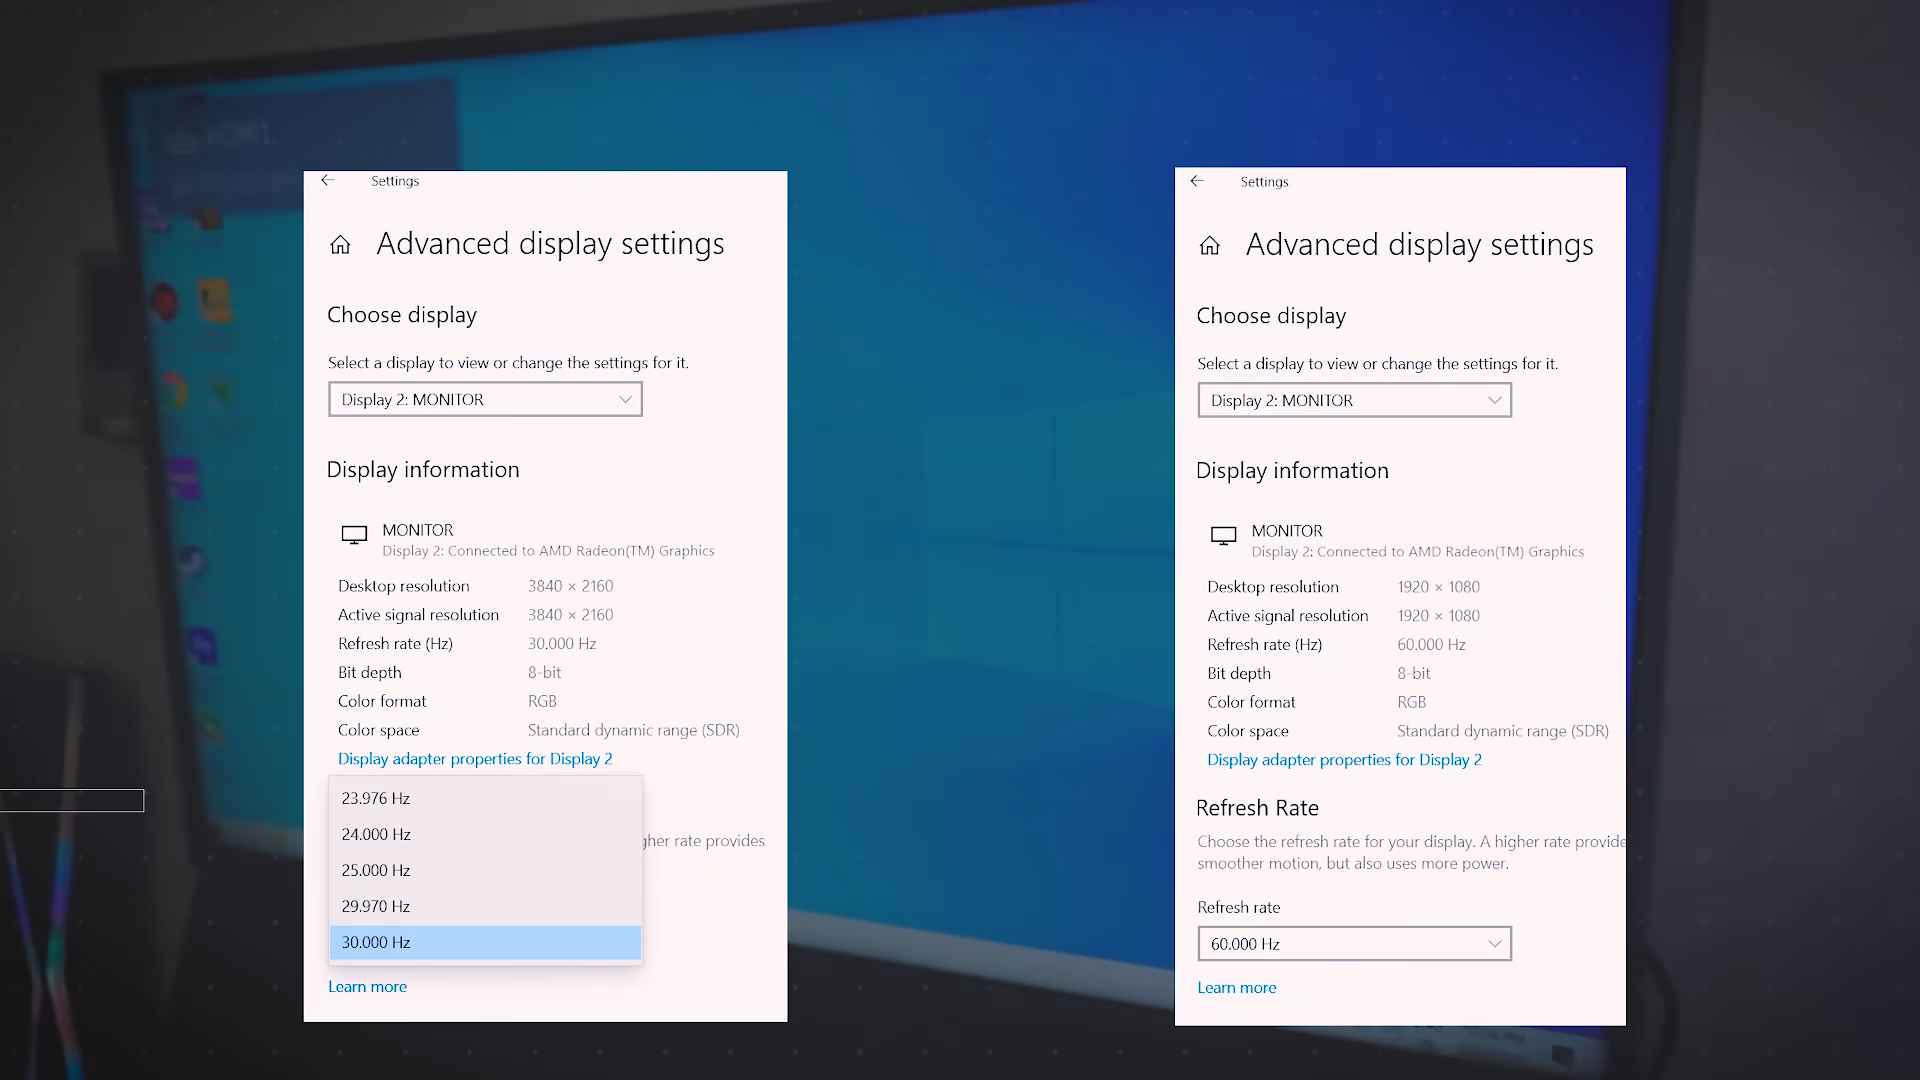 Settings
Advanced display settings
Choose display
Select a display to view or change the settings for it.
Display 2: MONITOR
Display information
MONITOR
Display 2: Connected to AMD Radeon(TM) Graphics
Desktop resolution 3840 × 2160
Active signal resolution 3840 × 2160
Refresh rate (Hz) 30.000 Hz
Bit depth 8-bit
Color format RGB
Color space Standard dynamic range (SDR)
Display adapter properties for Display 2
23.976 Hz
24.000 Hz
rate provides
25.000 Hz
29.970 Hz
30.000 Hz
Learn more
Settings
Advanced display settings
Choose display
Select a display to view or change the settings for it.
Display 2: MONITOR
Display information
MONITOR
Display 2: Connected to AMD Radeon(TM) Graphics
Desktop resolution 1920 × 1080
Active signal resolution 1920 × 1080
Refresh rate (Hz) 60.000 Hz
Bit depth 8-bit
Color format RGB
Color space Standard dynamic range (SDR)
Display adapter properties for Display 2
Refresh Rate
Choose the refresh rate for your display. A higher rate provide
smoother motion, but also uses more power.
Refresh rate
60.000 Hz
Learn more